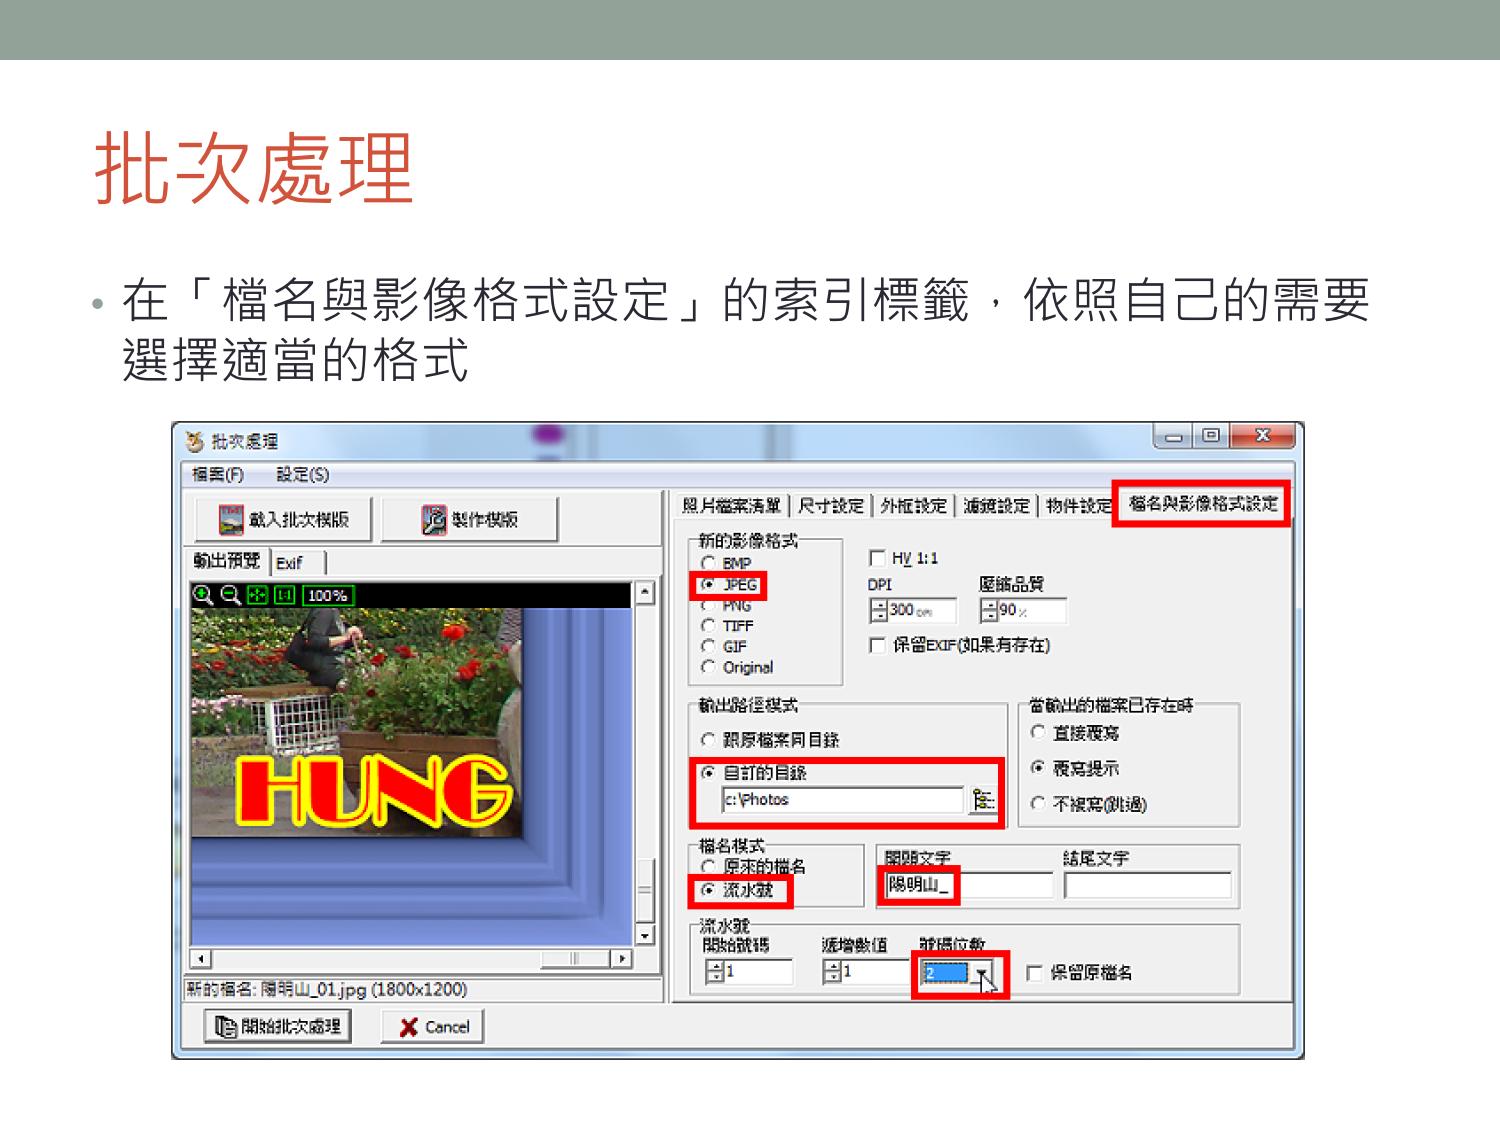 批次處理
• 在「檔名與影像格式設定」的索引標籤，依照自己的需要
選擇適當的格式
批次處理
檔案(F) 設定(S)
載入批次模版 製作模版
輸出預覽 Exif
1:1 100%
HUNG
新的檔名: 陽明山_01.jpg (1800x1200)
開始批次處理 Cancel
照片檔案清單 尺寸設定 外框設定 濾鏡設定 物件設定 檔名與影像格式設定
新的影像格式
BMP
JPEG
PNG
TIFF
GIF
Original
HV 1:1
DPI 壓縮品質
300 DPI 90 %
保留EXIF(如果有存在)
輸出路徑模式
跟原檔案同目錄
自訂的目錄
c:\Photos
當輸出的檔案已存在時
直接覆寫
覆寫提示
不複寫(跳過)
檔名模式
原來的檔名
流水號
開頭文字 結尾文字
陽明山_
流水號
開始號碼 遞增數值 號碼位數
1 1 2 保留原檔名